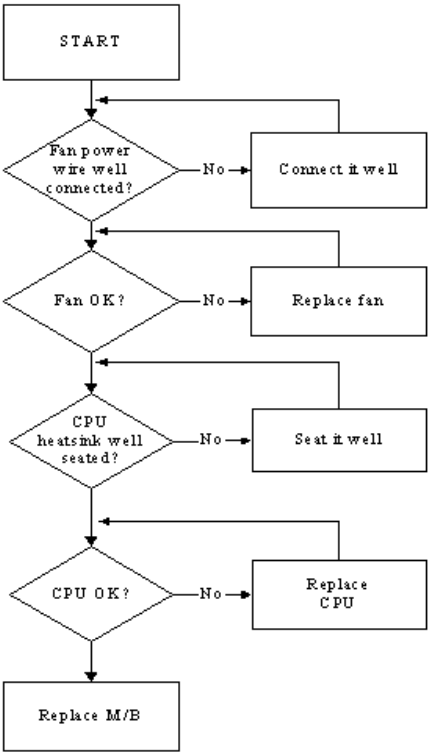 START
Fan power
wire well
connected?
No
Connect it well
Fan OK?
No
Replace fan
CPU
heatsink well
seated?
No
Seat it well
CPU OK?
No
Replace
CPU
Replace M/B